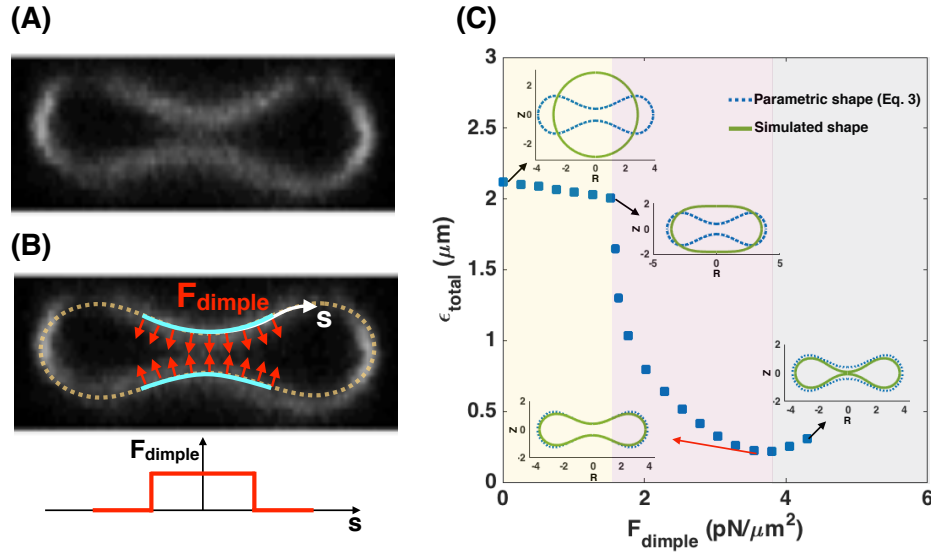 (A)
(B)
F_dimple
s
F_dimple
s
(C)
3
2.5
2
1.5
1
0.5
0
ϵ_total (μm)
0 2 4 6
F_dimple (pN/μm²)
Parametric shape (Eq. 3)
Simulated shape
2
0
-2
Z
-4 -2 0 2 4
R
2
0
-2
Z
-5 0 5
R
2
0
-2
Z
-4 -2 0 2 4
R
2
0
-2
Z
-4 -2 0 2 4
R